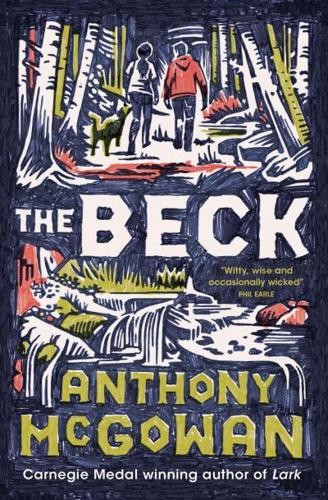 THE BECK
"Witty, wise and
occasionally wicked"
PHIL EARLE
ANTHONY
McGOWAN
Carnegie Medal winning author of Lark